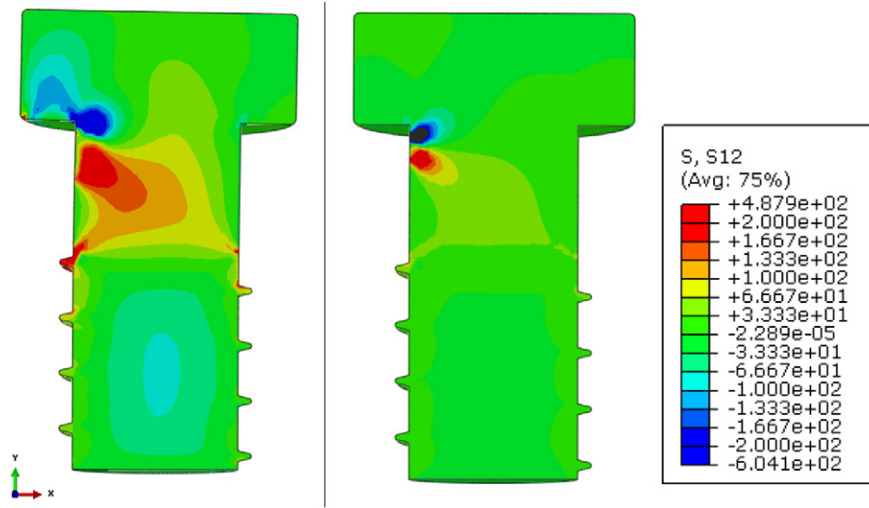 S, S12
(Avg: 75%)
+4.879e+02
+2.000e+02
+1.667e+02
+1.333e+02
+1.000e+02
+6.667e+01
+3.333e+01
-2.289e-05
-3.333e+01
-6.667e+01
-1.000e+02
-1.333e+02
-1.667e+02
-2.000e+02
-6.041e+02
Y
X